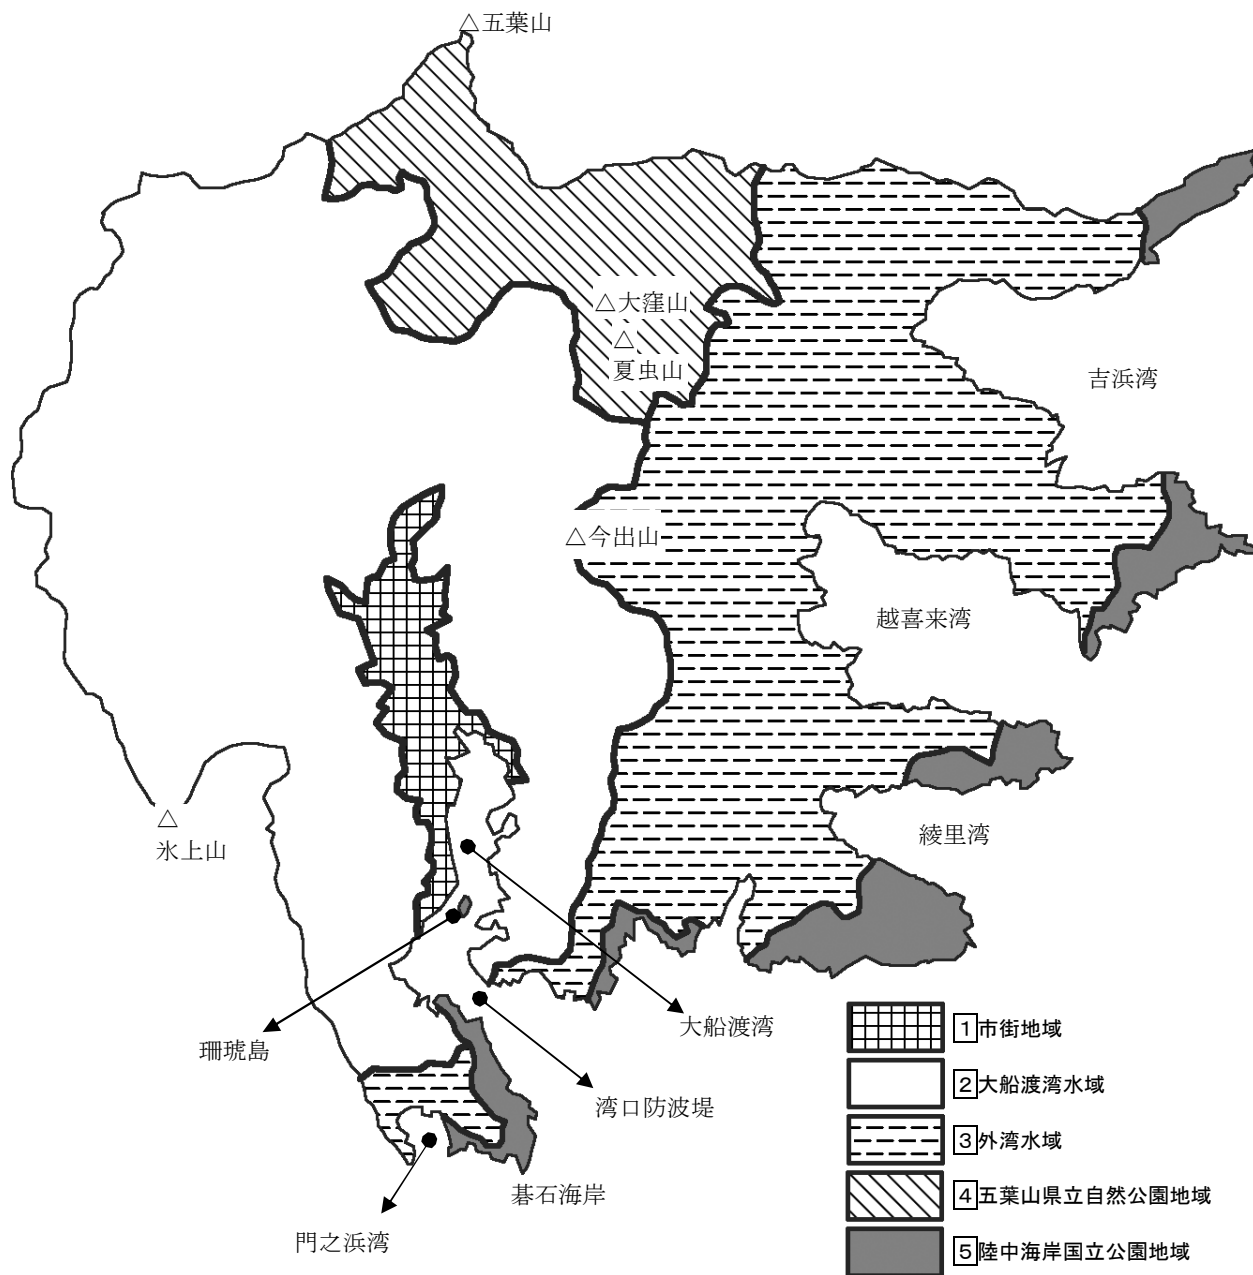 △五葉山
△大窪山
△
夏虫山
吉浜湾
△今出山
越喜来湾
△
氷上山
綾里湾
大船渡湾
珊琥島
湾口防波堤
碁石海岸
門之浜湾
1市街地域
2大船渡湾水域
3外湾水域
4五葉山県立自然公園地域
5陸中海岸国立公園地域